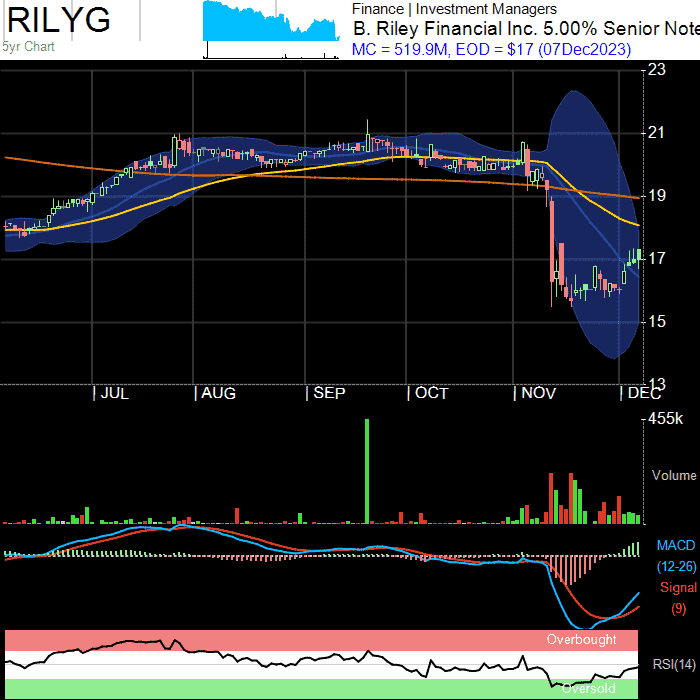 RILYG
5yr Chart
Finance | Investment Managers
B. Riley Financial Inc. 5.00% Senior Note
MC = 519.9M, EOD = $17 (07Dec2023)
23
21
19
17
15
13
JUL AUG SEP OCT NOV DEC
455k
Volume
MACD
(12-26)
Signal
(9)
Overbought
RSI(14)
Oversold